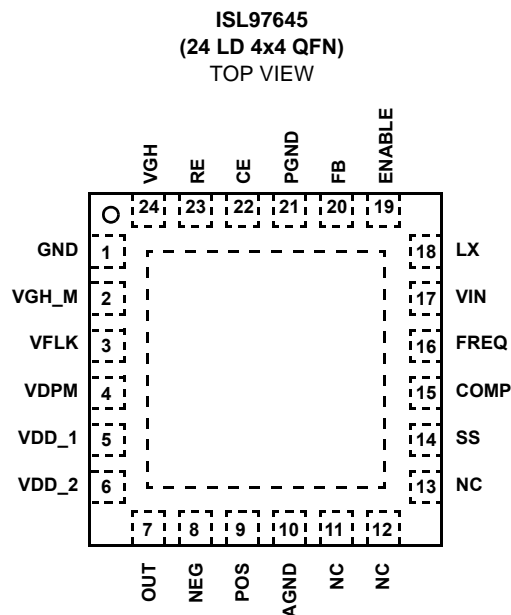 ISL97645
(24 LD 4x4 QFN)
TOP VIEW
VGH RE CE PGND FB ENABLE
24 23 22 21 20 19
GND 1 18 LX
VGH_M 2 17 VIN
VFLK 3 16 FREQ
VDPM 4 15 COMP
VDD_1 5 14 SS
VDD_2 6 13 NC
7 8 9 10 11 12
OUT NEG POS AGND NC NC